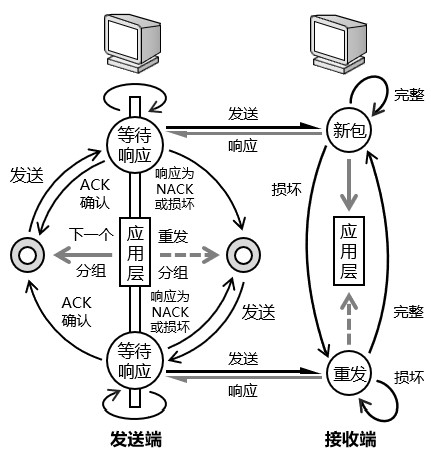 发送
响应
完整
等待
响应
新包
发送
ACK
确认
响应为
NACK
或损坏
损坏
下一个
分组
应
用
层
重发
分组
应
用
层
ACK
确认
响应为
NACK
或损坏
发送
完整
等待
响应
发送
响应
重发
损坏
发送端
接收端